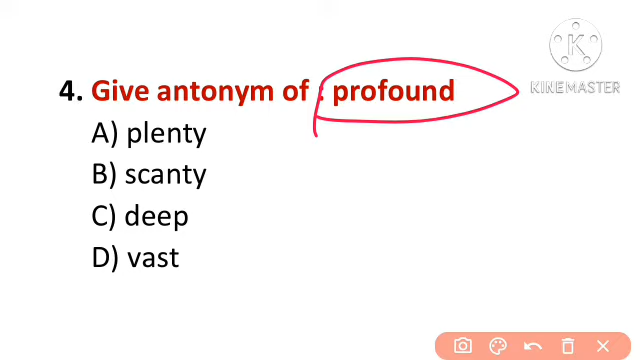 4. Give antonym of : profound
A) plenty
B) scanty
C) deep
D) vast
K
KINEMASTER